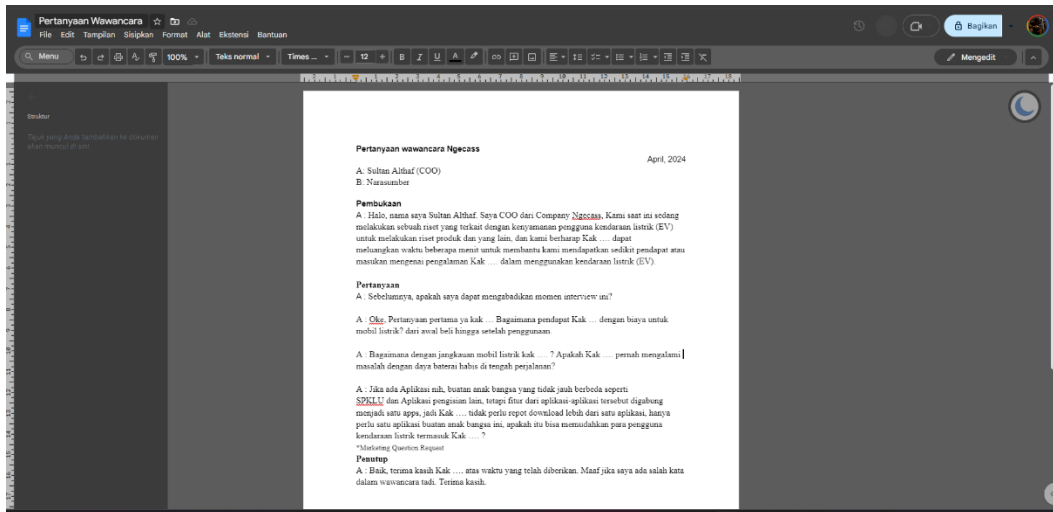 Pertanyaan Wawancara
File Edit Tampilan Sisipkan Format Alat Ekstensi Bantuan
Bagikan
Menu 100% Teks normal Times ... 12 B I U A Mengedit
Struktur
Pertanyaan wawancara Ngecass
April, 2024
A: Sultan Althaf (COO)
B: Narasumber
Pembukaan
A : Halo, nama saya Sultan Althaf. Saya COO dari Company Ngecass, Kami saat ini sedang
melakukan sebuah riset yang terkait dengan kenyamanan pengguna kendaraan listrik (EV)
untuk melakukan riset produk dan yang lain, dan kami berharap Kak …. dapat
meluangkan waktu beberapa menit untuk membantu kami mendapatkan sedikit pendapat atau
masukan mengenai pengalaman Kak …. dalam menggunakan kendaraan listrik (EV).
Pertanyaan
A : Sebelumnya, apakah saya dapat mengabadikan momen interview ini?
A : Oke, Pertanyaan pertama ya kak … Bagaimana pendapat Kak … dengan biaya untuk
mobil listrik? dari awal beli hingga setelah penggunaan.
A : Bagaimana dengan jangkauan mobil listrik kak …. ? Apakah Kak …. pernah mengalami
masalah dengan daya baterai habis di tengah perjalanan?
A : Jika ada Aplikasi nih, buatan anak bangsa yang tidak jauh berbeda seperti
SPKLU dan Aplikasi pengisian lain, tetapi fitur dari aplikasi-aplikasi tersebut digabung
menjadi satu apps, jadi Kak …. tidak perlu repot download lebih dari satu aplikasi, hanya
perlu satu aplikasi buatan anak bangsa ini, apakah itu bisa memudahkan para pengguna
kendaraan listrik termasuk Kak …. ?
*Marketing Question Request
Penutup
A : Baik, terima kasih Kak …. atas waktu yang telah diberikan. Maaf jika saya ada salah kata
dalam wawancara tadi. Terima kasih.